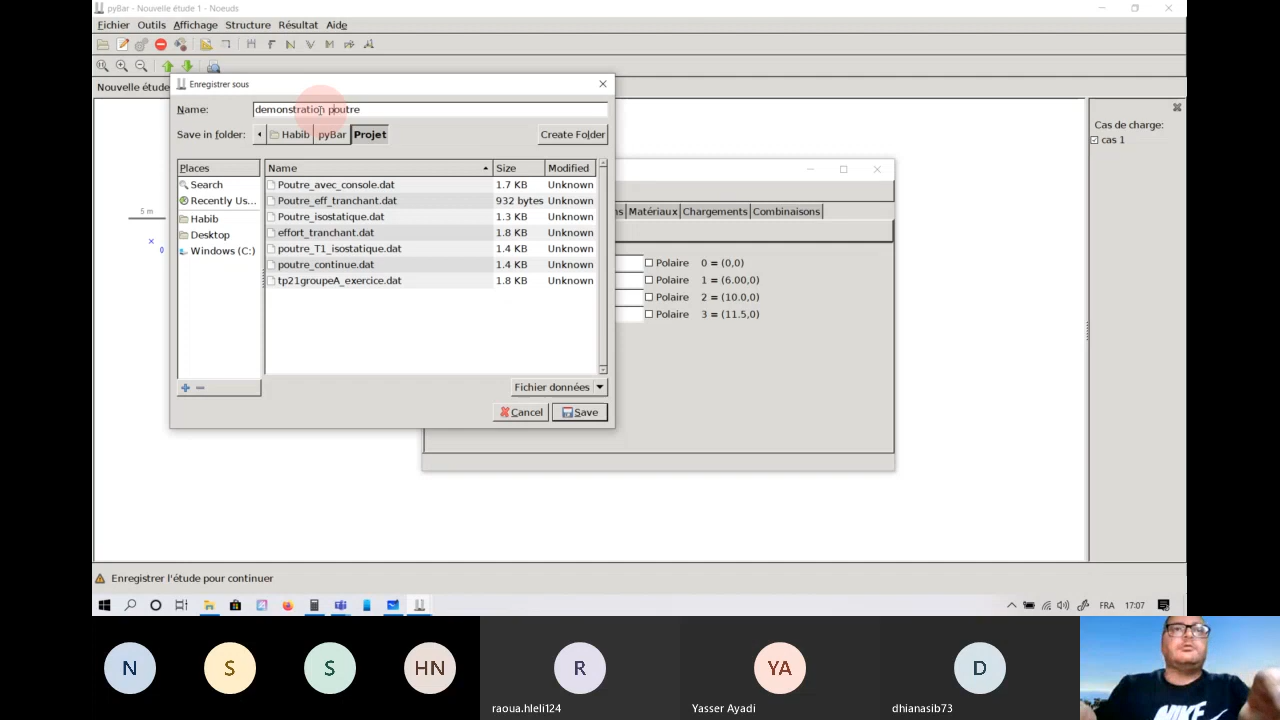 pyBar - Nouvelle étude 1 - Noeuds
Fichier Outils Affichage Structure Résultat Aide
Nouvelle étude
Enregistrer sous
Name: demonstration poutre
Save in folder: Habib pyBar Projet Create Folder
Places
Search
Recently Us...
Habib
Desktop
Windows (C:)
Name Size Modified
Poutre_avec_console.dat 1.7 KB Unknown
Poutre_eff_tranchant.dat 932 bytes Unknown
Poutre_isostatique.dat 1.3 KB Unknown
effort_tranchant.dat 1.8 KB Unknown
poutre_T1_isostatique.dat 1.4 KB Unknown
poutre_continue.dat 1.4 KB Unknown
tp21groupeA_exercice.dat 1.8 KB Unknown
Fichier données
Cancel Save
5 m
0
ns Matériaux Chargements Combinaisons
Polaire 0 = (0,0)
Polaire 1 = (6.00,0)
Polaire 2 = (10.0,0)
Polaire 3 = (11.5,0)
Cas de charge:
cas 1
Enregistrer l'étude pour continuer
FRA 17:07
N S S HN R YA D
raoua.hleli124 Yasser Ayadi dhianasib73
NIKE